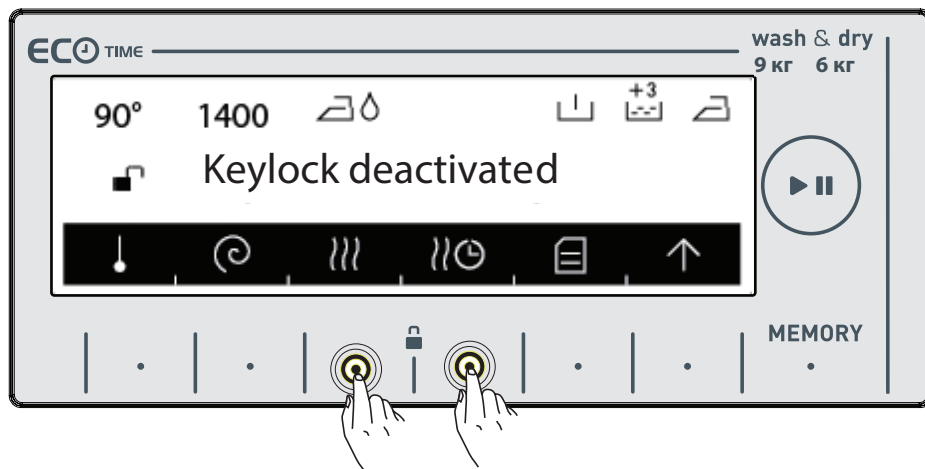 ECO TIME
wash & dry
9 кг 6 кг
90° 1400 +3
Keylock deactivated
MEMORY